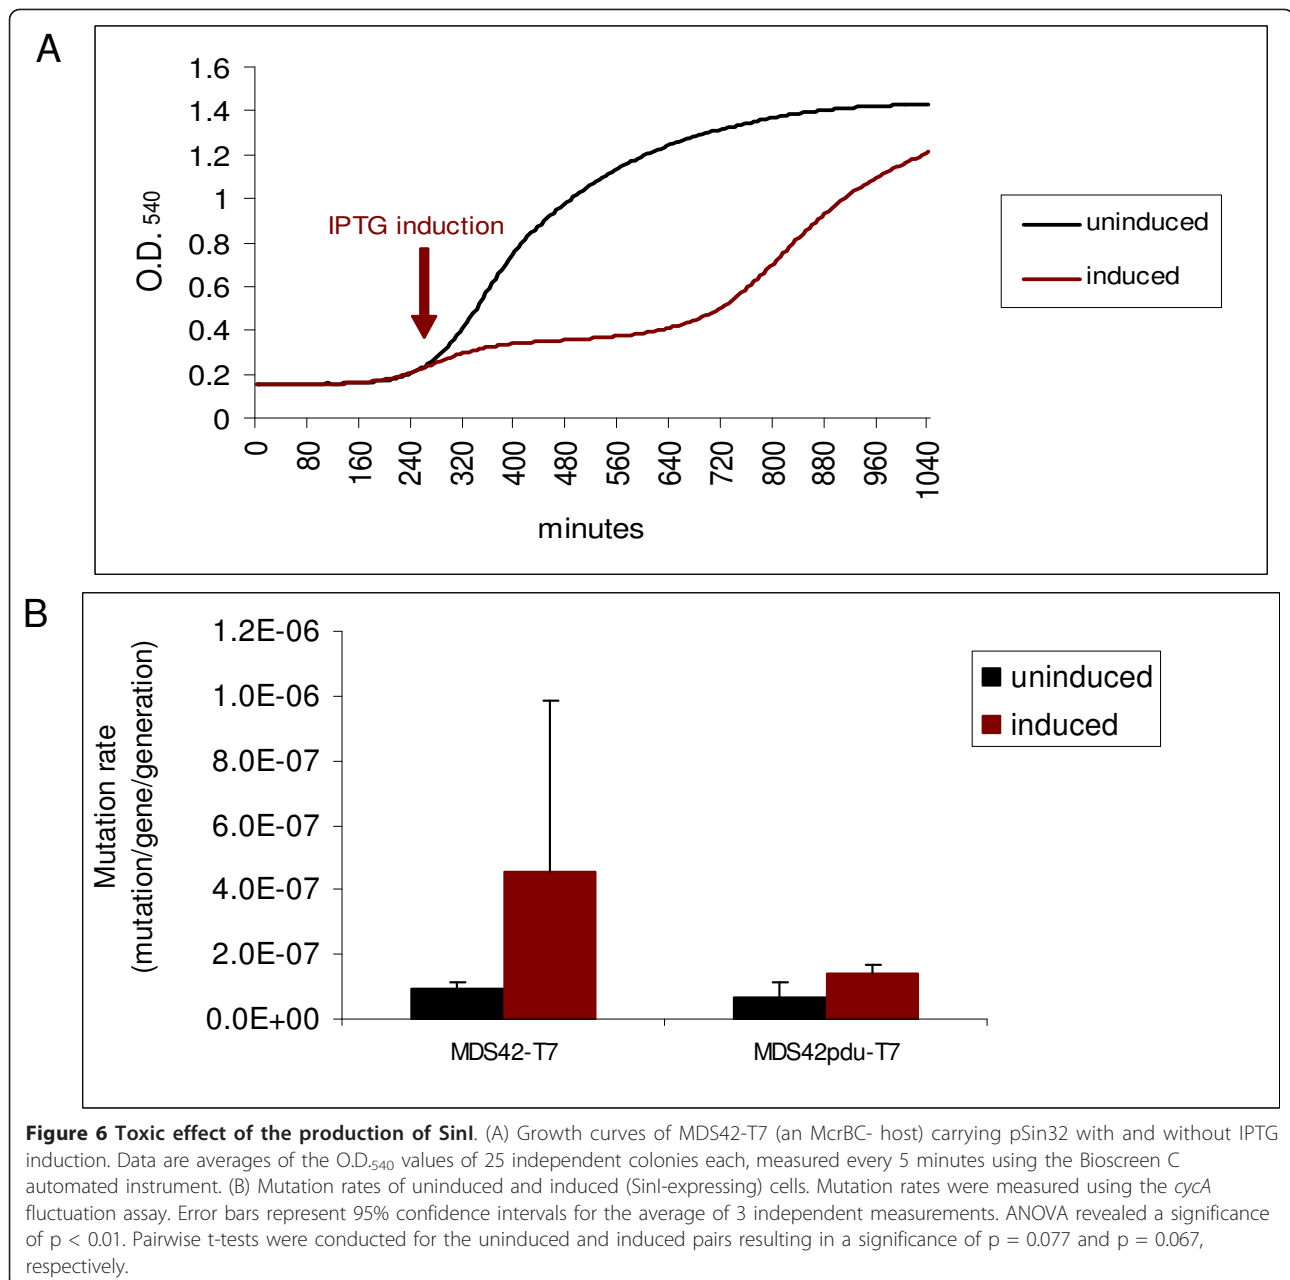 A
1.6
1.4
1.2
1
0.8
0.6
0.4
0.2
0
O.D. 540
IPTG induction
uninduced
induced
0 80 160 240 320 400 480 560 640 720 800 880 960 1040
minutes
B
1.2E-06
1.0E-06
8.0E-07
6.0E-07
4.0E-07
2.0E-07
0.0E+00
Mutation rate
(mutation/gene/generation)
uninduced
induced
MDS42-T7 MDS42pdu-T7
Figure 6 Toxic effect of the production of SinI. (A) Growth curves of MDS42-T7 (an McrBC- host) carrying pSin32 with and without IPTG
induction. Data are averages of the O.D.540 values of 25 independent colonies each, measured every 5 minutes using the Bioscreen C
automated instrument. (B) Mutation rates of uninduced and induced (SinI-expressing) cells. Mutation rates were measured using the cycA
fluctuation assay. Error bars represent 95% confidence intervals for the average of 3 independent measurements. ANOVA revealed a significance
of p < 0.01. Pairwise t-tests were conducted for the uninduced and induced pairs resulting in a significance of p = 0.077 and p = 0.067,
respectively.